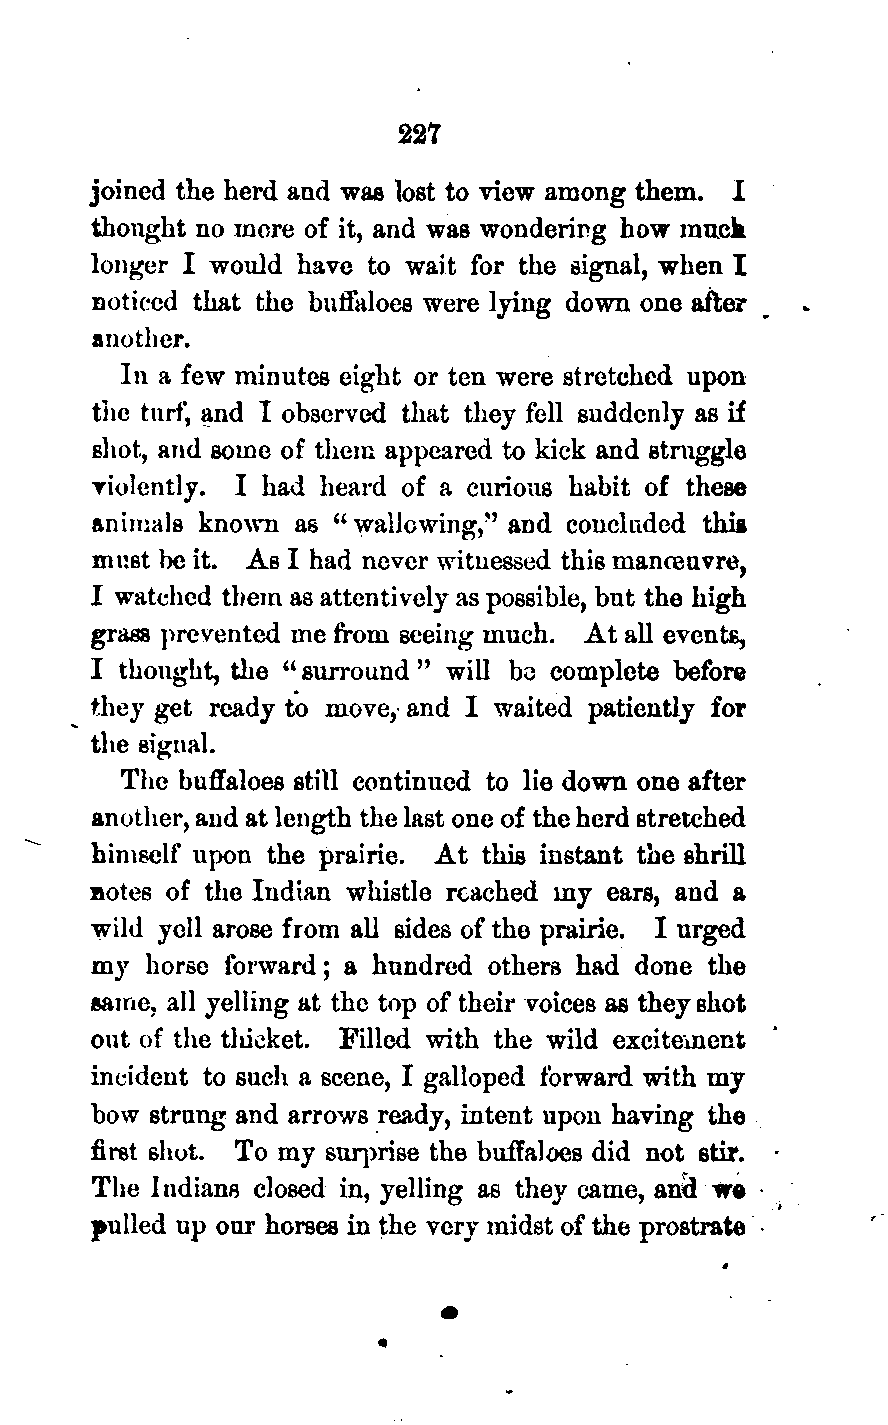 227
joined the herd and was lost to view among them. I
thought no more of it, and was wondering how much
longer I would have to wait for the signal, when I
noticed that the buffaloes were lying down one after
another.
In a few minutes eight or ten were stretched upon
the turf, and I observed that they fell suddenly as if
shot, and some of them appeared to kick and struggle
violently. I had heard of a curious habit of these
animals known as "wallowing," and concluded this
must be it. As I had never witnessed this manœuvre,
I watched them as attentively as possible, but the high
grass prevented me from seeing much. At all events,
I thought, the "surround" will be complete before
they get ready to move, and I waited patiently for
the signal.
The buffaloes still continued to lie down one after
another, and at length the last one of the herd stretched
himself upon the prairie. At this instant the shrill
notes of the Indian whistle reached my ears, and a
wild yell arose from all sides of the prairie. I urged
my horse forward; a hundred others had done the
same, all yelling at the top of their voices as they shot
out of the thicket. Filled with the wild excitement
incident to such a scene, I galloped forward with my
bow strung and arrows ready, intent upon having the
first shot. To my surprise the buffaloes did not stir.
The Indians closed in, yelling as they came, and we
pulled up our horses in the very midst of the prostrate